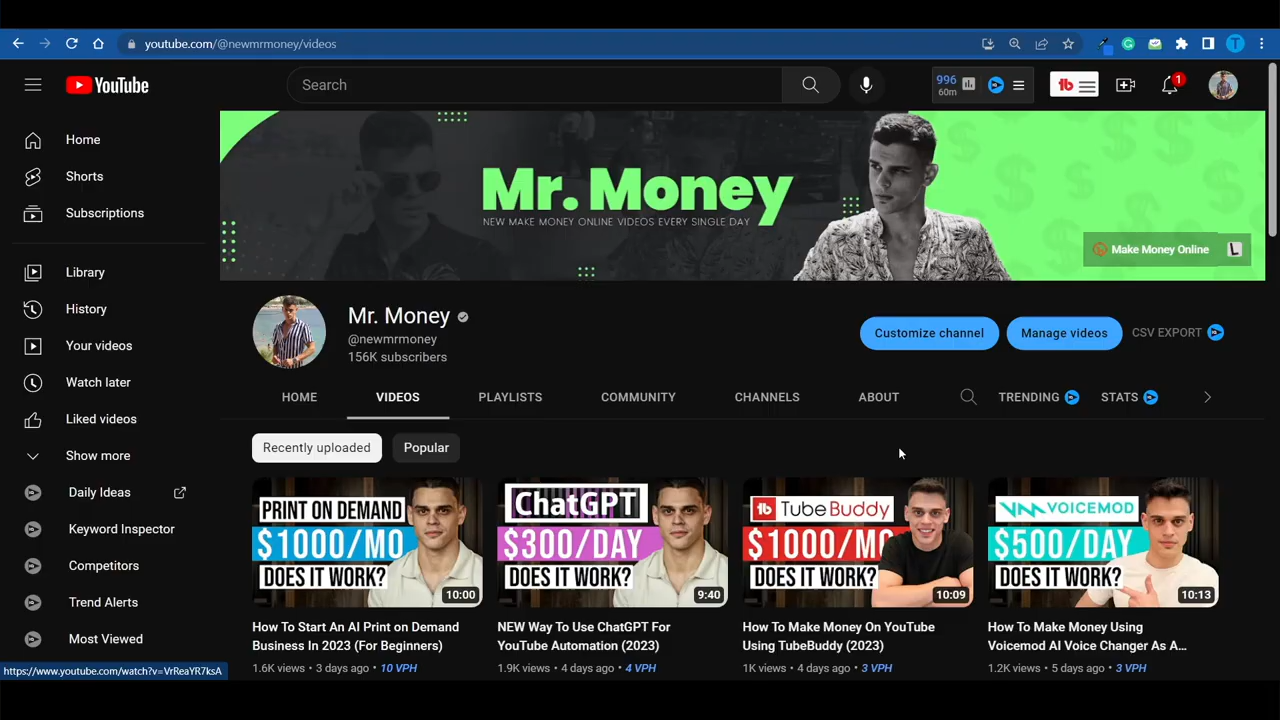 youtube.com/@newmrmoney/videos
YouTube
Search
996
60m
1
T
Home
Shorts
Subscriptions
Library
History
Your videos
Watch later
Liked videos
Show more
Daily Ideas
Keyword Inspector
Competitors
Trend Alerts
Most Viewed
https://www.youtube.com/watch?v=VrReaYR7ksA
Mr. Money
NEW MAKE MONEY ONLINE VIDEOS EVERY SINGLE DAY
Make Money Online
Mr. Money
@newmrmoney
156K subscribers
Customize channel
Manage videos
CSV EXPORT
HOME
VIDEOS
PLAYLISTS
COMMUNITY
CHANNELS
ABOUT
TRENDING
STATS
Recently uploaded
Popular
PRINT ON DEMAND
$1000/MO
DOES IT WORK?
10:00
How To Start An AI Print on Demand
Business In 2023 (For Beginners)
1.6K views • 3 days ago • 10 VPH
ChatGPT
$300/DAY
DOES IT WORK?
9:40
NEW Way To Use ChatGPT For
YouTube Automation (2023)
1.9K views • 4 days ago • 4 VPH
TubeBuddy
$1000/MO
DOES IT WORK?
10:09
How To Make Money On YouTube
Using TubeBuddy (2023)
1K views • 4 days ago • 3 VPH
VOICEMOD
$500/DAY
DOES IT WORK?
10:13
How To Make Money Using
Voicemod AI Voice Changer As A...
1.2K views • 5 days ago • 3 VPH